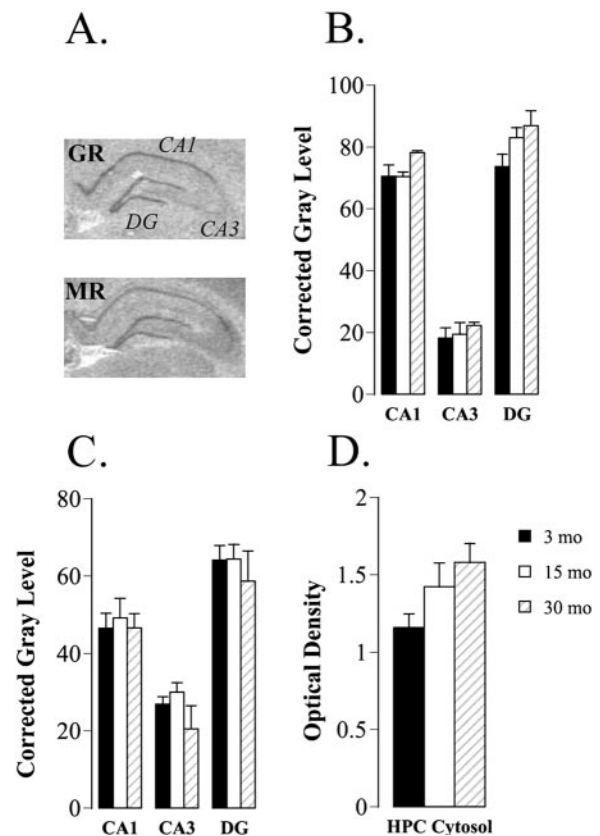 A.
GR
CA1
DG
CA3
MR
B.
Corrected Gray Level
100
80
60
40
20
0
CA1 CA3 DG
C.
Corrected Gray Level
80
60
40
20
0
CA1 CA3 DG
D.
Optical Density
2
1.5
1
0.5
0
HPC Cytosol
3 mo
15 mo
30 mo